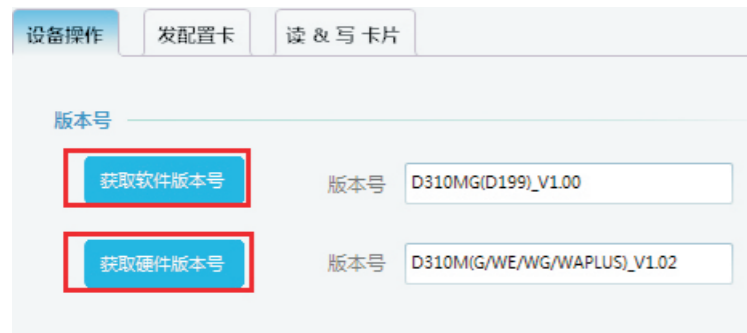 设备操作 发配置卡 读 & 写 卡片
版本号
获取软件版本号 版本号 D310MG(D199)_V1.00
获取硬件版本号 版本号 D310M(G/WE/WG/WAPLUS)_V1.02